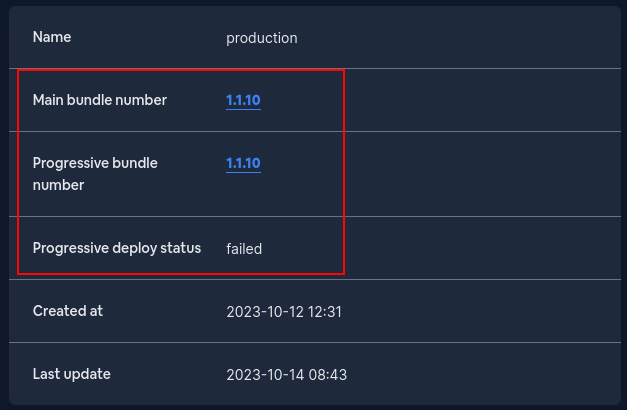 Name production
Main bundle number 1.1.10
Progressive bundle number 1.1.10
Progressive deploy status failed
Created at 2023-10-12 12:31
Last update 2023-10-14 08:43